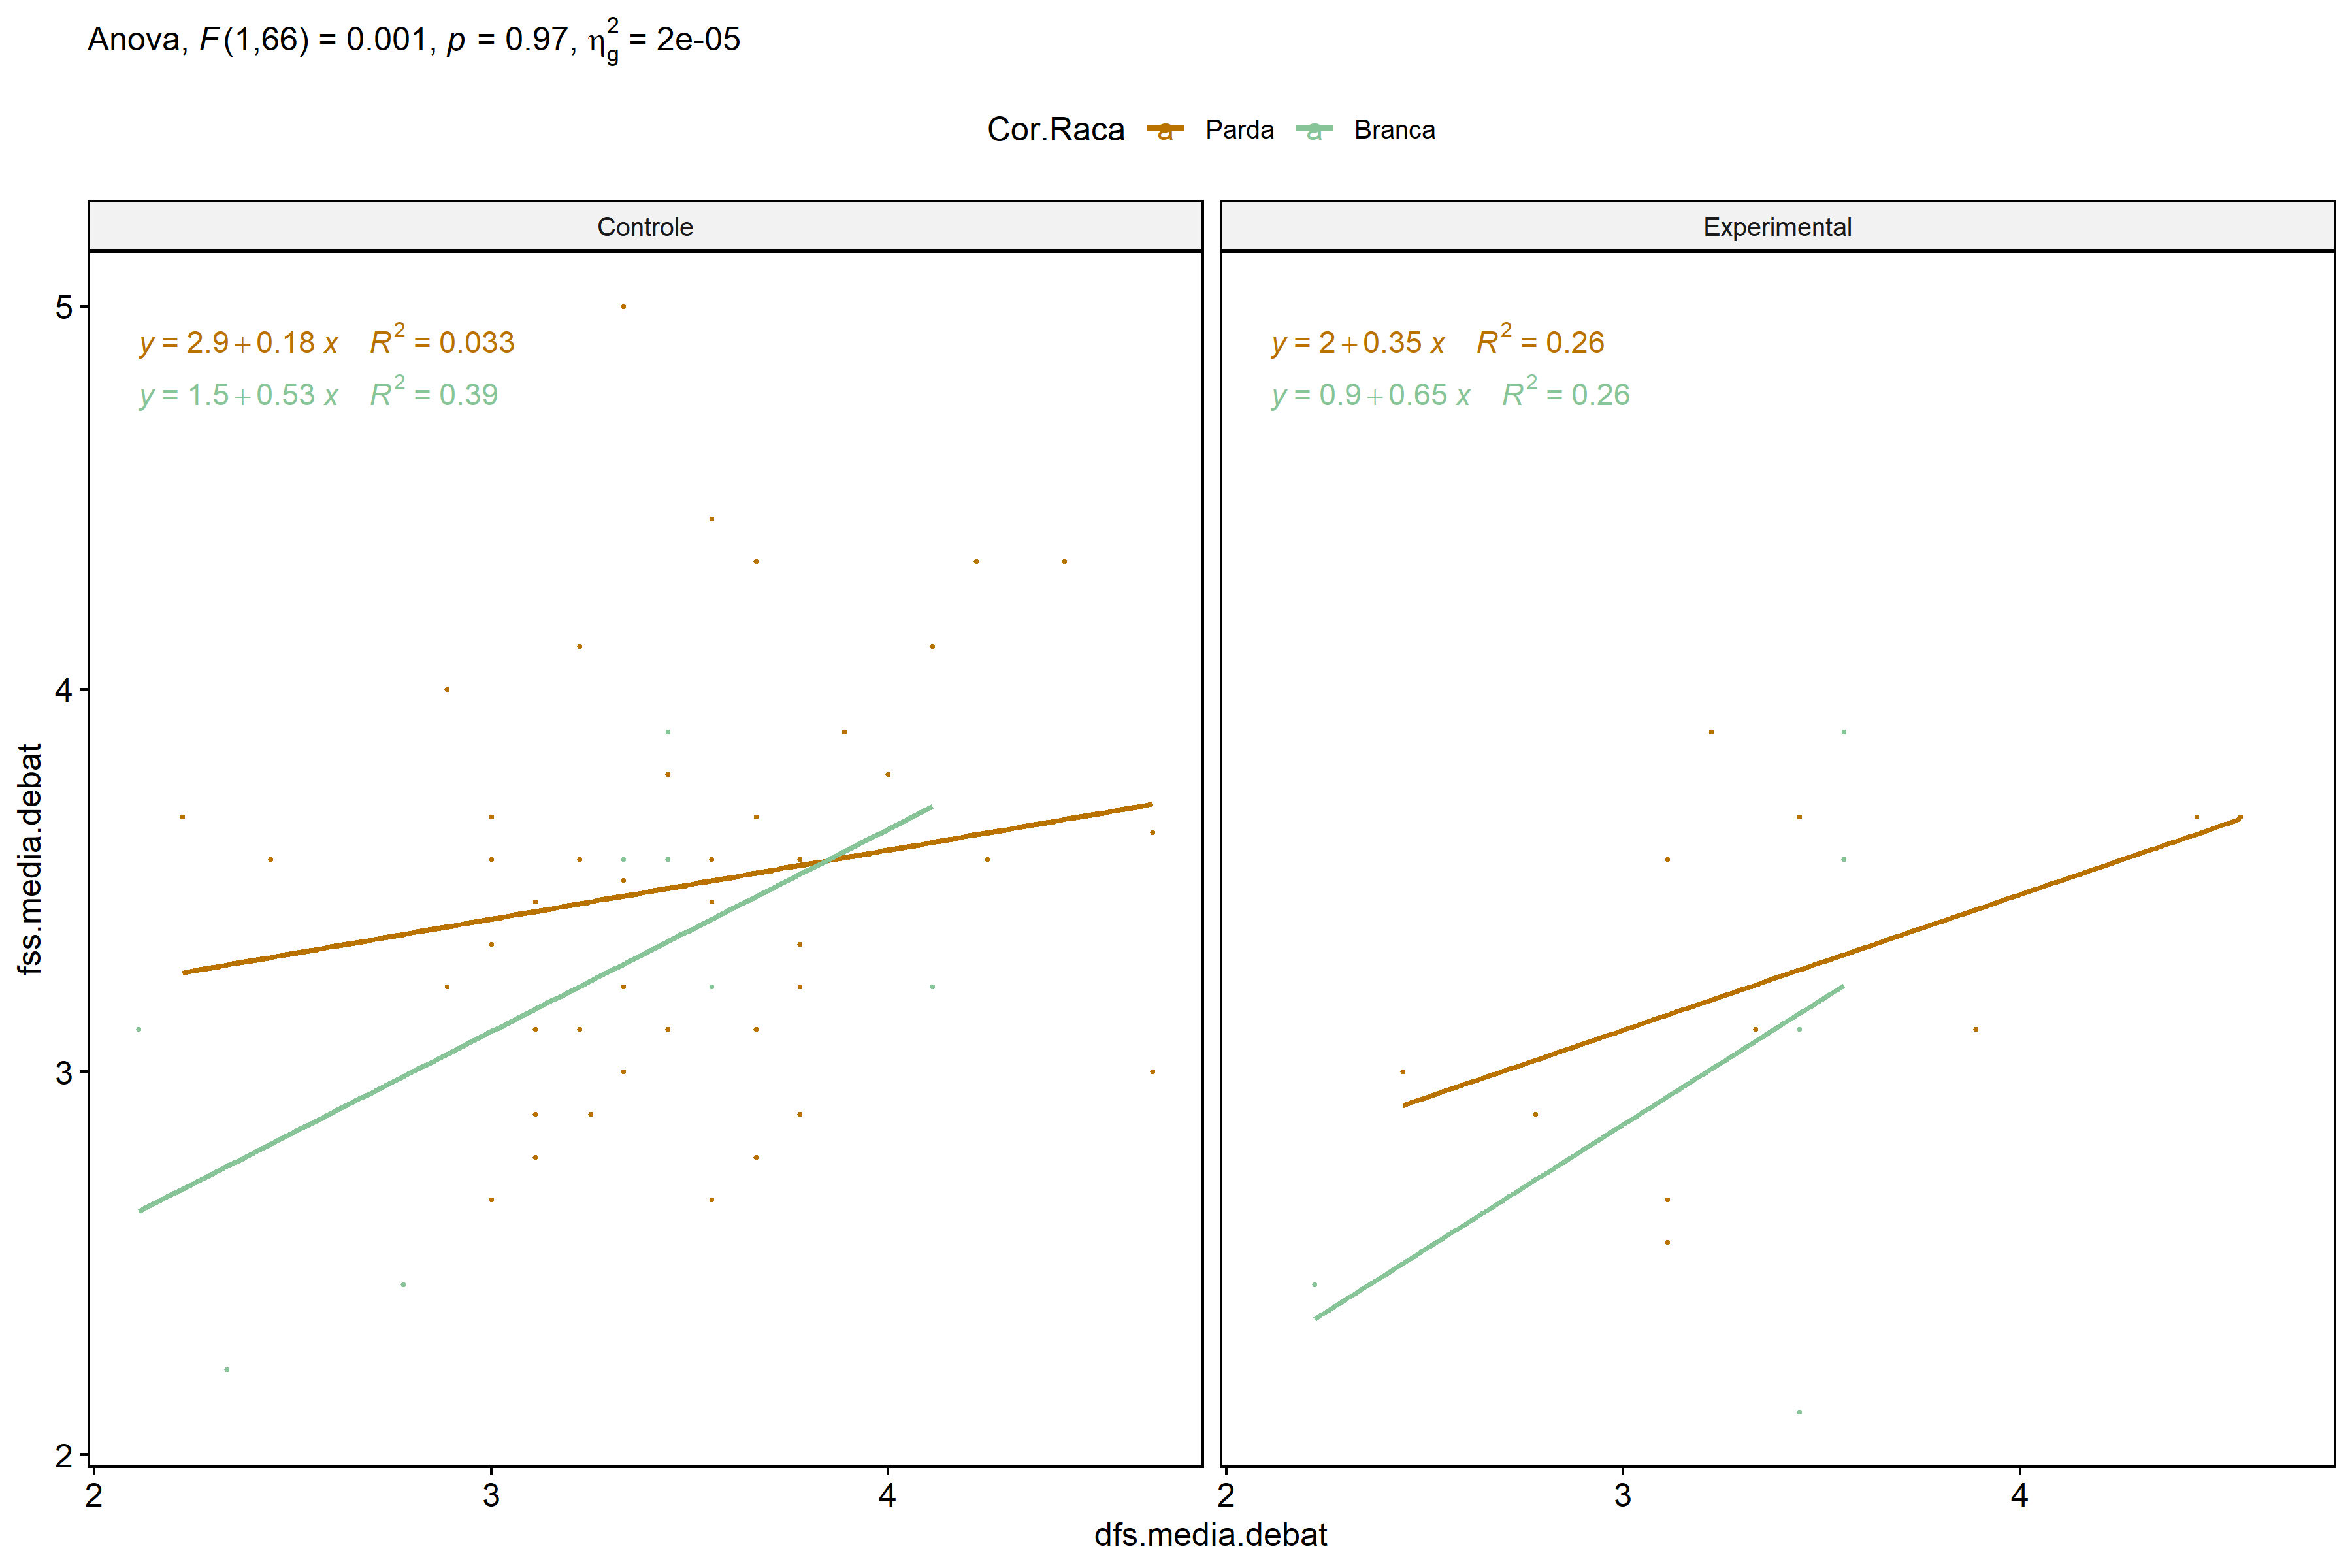 Anova, F(1,66) = 0.001, p = 0.97, η²g = 2e-05
Cor.Raca a Parda a Branca
Controle
Experimental
y = 2.9+0.18 x R² = 0.033
y = 1.5+0.53 x R² = 0.39
y = 2+0.35 x R² = 0.26
y = 0.9+0.65 x R² = 0.26
5
4
3
2
fss.media.debat
2 3 4
2 3 4
dfs.media.debat